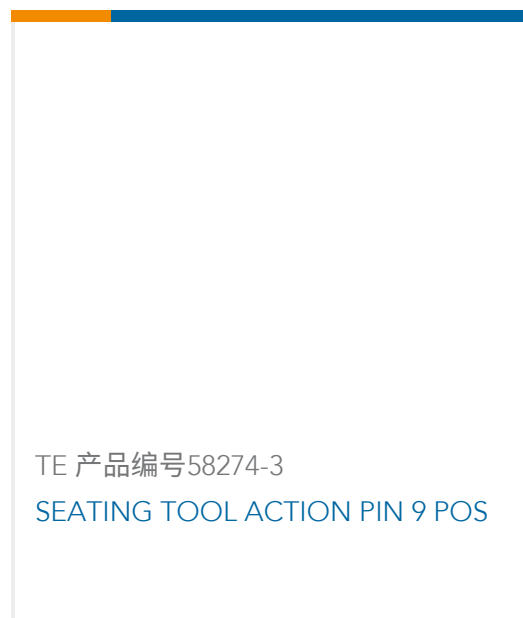 TE 产品编号58274-3
SEATING TOOL ACTION PIN 9 POS